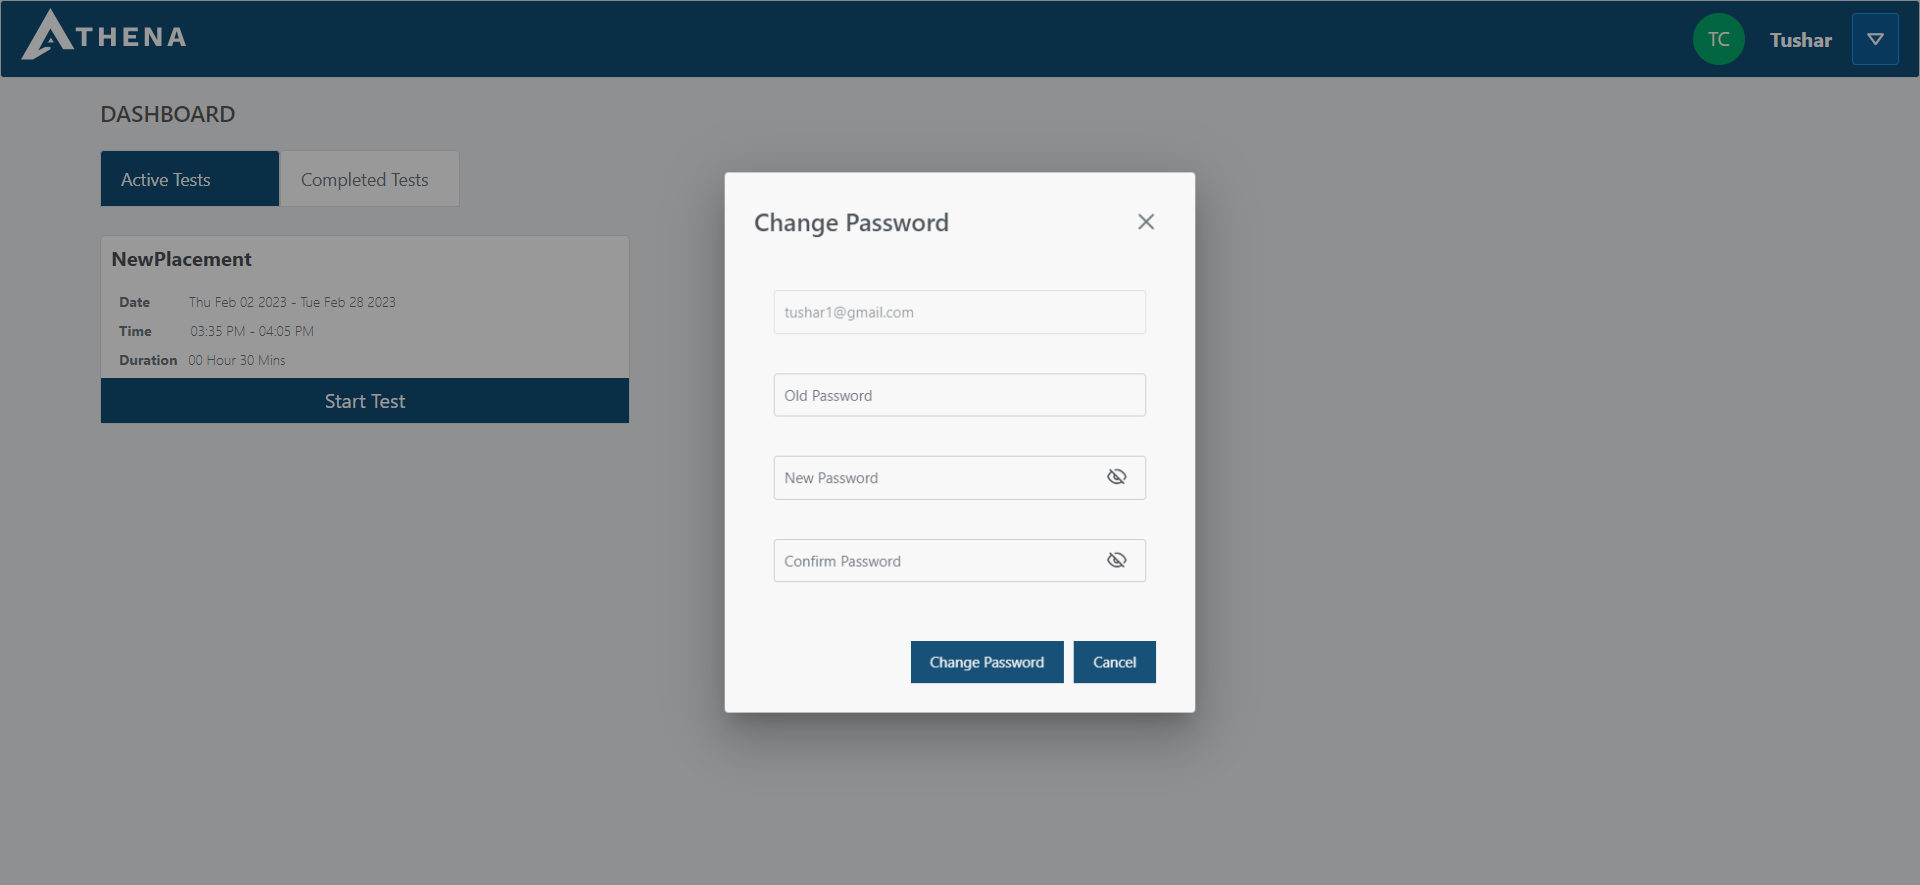 ATHENA
TC
Tushar
DASHBOARD
Active Tests
Completed Tests
NewPlacement
Date Thu Feb 02 2023 - Tue Feb 28 2023
Time 03:35 PM - 04:05 PM
Duration 00 Hour 30 Mins
Start Test
Change Password
tushar1@gmail.com
Old Password
New Password
Confirm Password
Change Password
Cancel